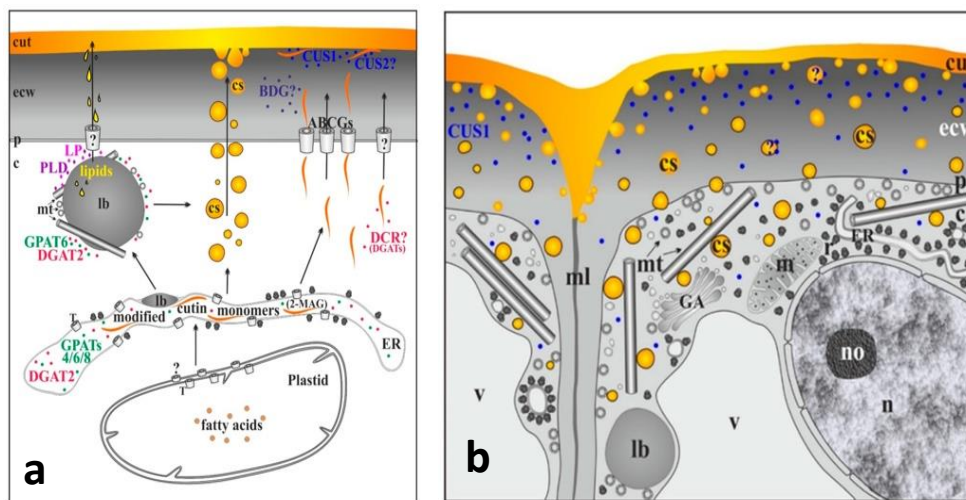 cut
CUS1
CUS2?
ecw
cs
BDG?
ABCGs
p
?
?
c
LP
PLD
lipids
lb
mt
cs
GPAT6
DGAT2
DCR?
(DGATs)
lb
T
modified
cutin
monomers
(2-MAG)
GPATs
4/6/8
DGAT2
ER
?
T
Plastid
fatty acids
a
cu
?
CUS1
cs
?
cs
ecw
p
c
ml
mt
cs
GA
m
r
ER
no
v
v
n
lb
b